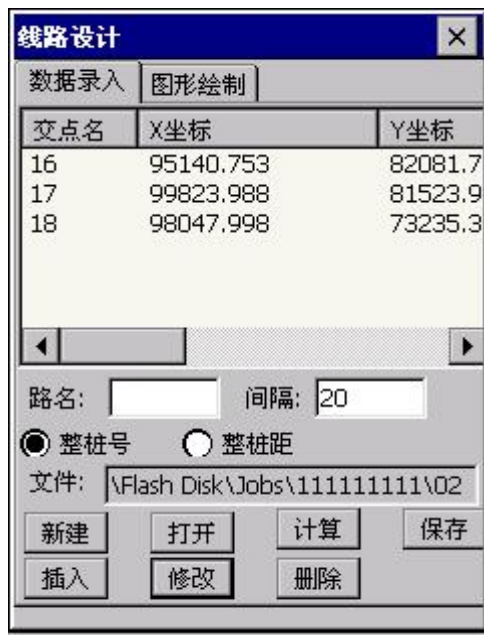 线路设计
数据录入 图形绘制
交点名 X坐标 Y坐标
16 95140.753 82081.7
17 99823.988 81523.9
18 98047.998 73235.3
路名: 间隔: 20
整桩号 整桩距
文件: \Flash Disk\Jobs\111111111\02
新建 打开 计算 保存
插入 修改 删除